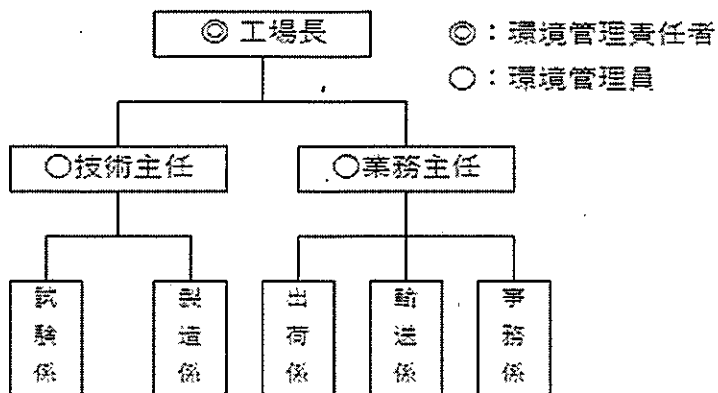 ◎工場長
◎:環境管理責任者
○:環境管理員
○技術主任
○業務主任
試験係
製造係
出荷係
輸送係
事務係